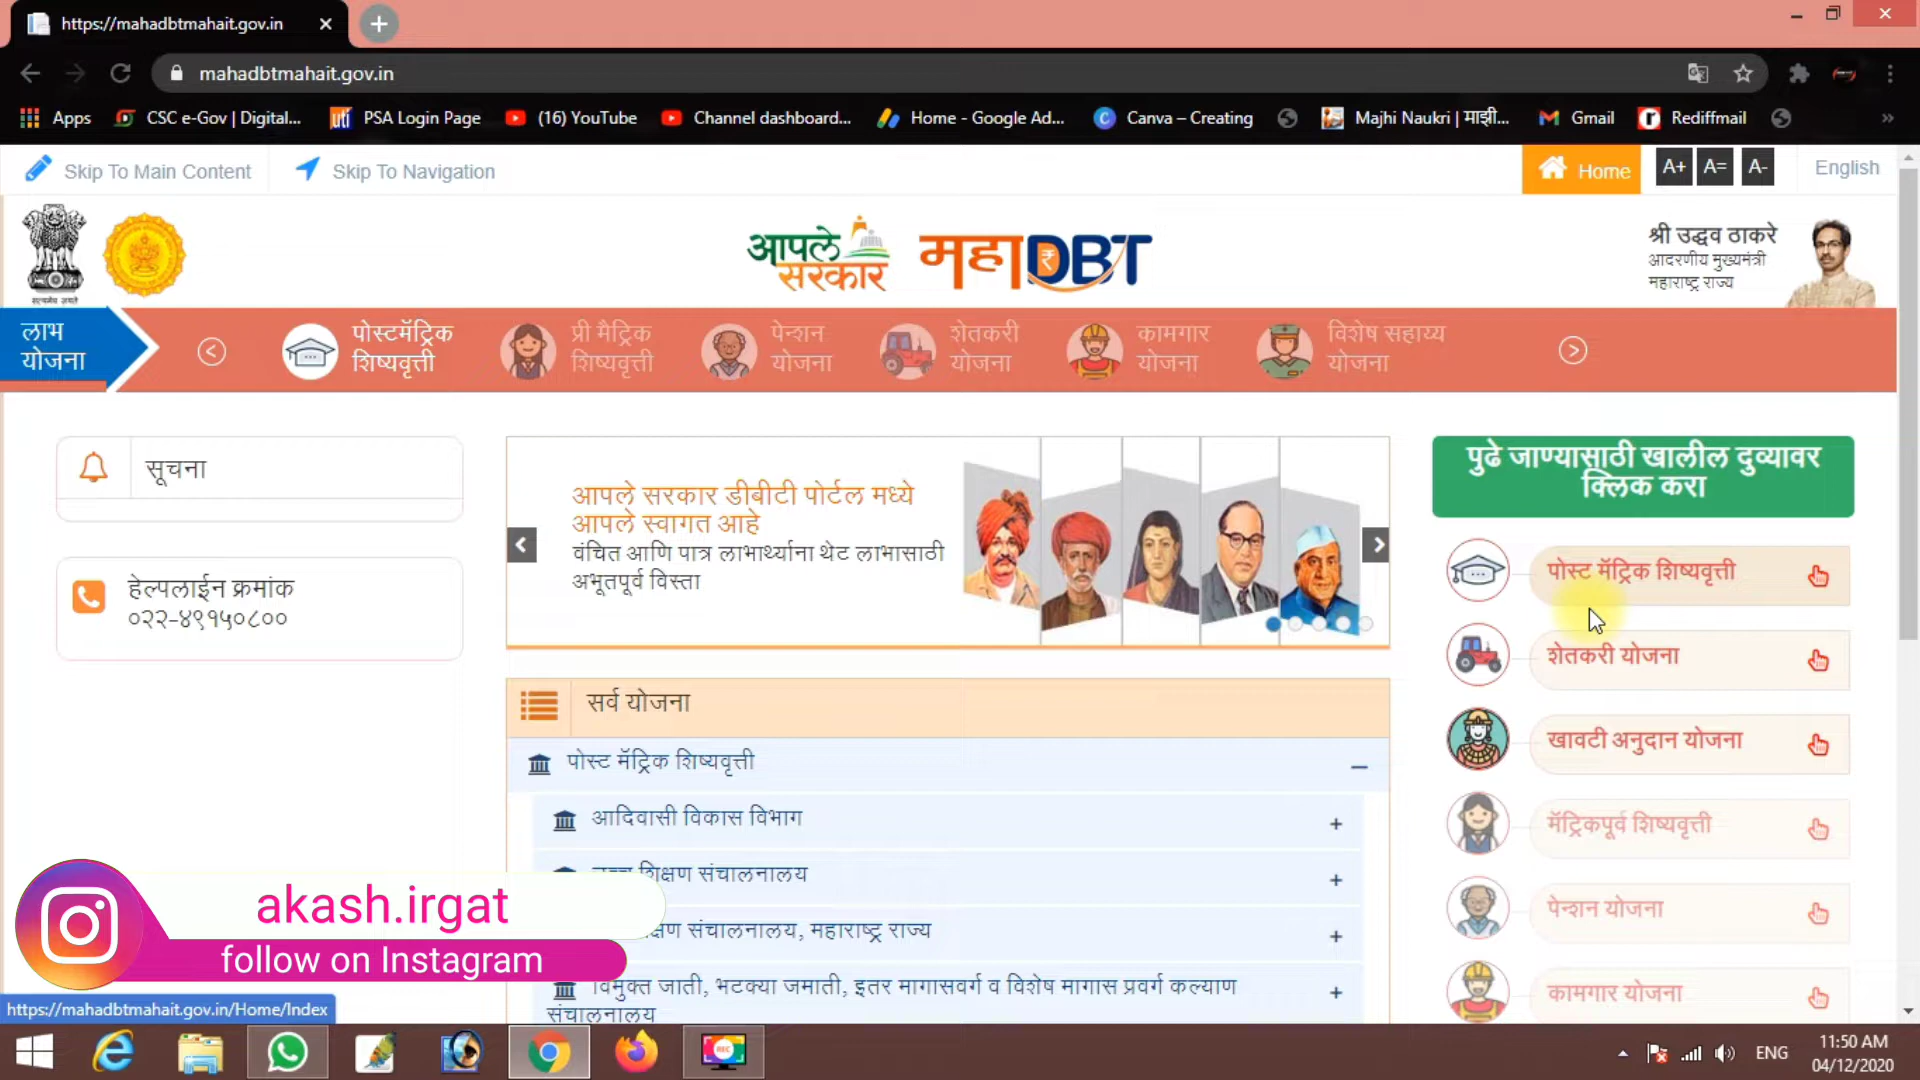 https://mahadbtmahait.gov.in
mahadbtmahait.gov.in
Apps
CSC e-Gov | Digital...
uti PSA Login Page
(16) YouTube
Channel dashboard...
Home - Google Ad...
Canva – Creating
Majhi Naukri | माझी...
Gmail
Rediffmail
Skip To Main Content
Skip To Navigation
Home
A+ A= A-
English
सत्यमेव जयते
आपले सरकार
महाDBT
श्री उद्धव ठाकरे
आदरणीय मुख्यमंत्री
महाराष्ट्र राज्य
लाभ
योजना
पोस्टमॅट्रिक
शिष्यवृत्ती
प्री मैट्रिक
शिष्यवृत्ती
पेन्शन
योजना
शेतकरी
योजना
कामगार
योजना
विशेष सहाय्य
योजना
सूचना
हेल्पलाईन क्रमांक
०२२-४९१५०८००
आपले सरकार डीबीटी पोर्टल मध्ये
आपले स्वागत आहे
वंचित आणि पात्र लाभार्थ्याना थेट लाभासाठी
अभूतपूर्व विस्ता
सर्व योजना
पोस्ट मॅट्रिक शिष्यवृत्ती
आदिवासी विकास विभाग
शिक्षण संचालनालय
संचालनालय, महाराष्ट्र राज्य
विमुक्त जाती, भटक्या जमाती, इतर मागासवर्ग व विशेष मागास प्रवर्ग कल्याण
संचालनालय
पुढे जाण्यासाठी खालील दुव्यावर
क्लिक करा
पोस्ट मॅट्रिक शिष्यवृत्ती
शेतकरी योजना
खावटी अनुदान योजना
मॅट्रिकपूर्व शिष्यवृत्ती
पेन्शन योजना
कामगार योजना
akash.irgat
follow on Instagram
https://mahadbtmahait.gov.in/Home/Index
REC
ENG
11:50 AM
04/12/2020